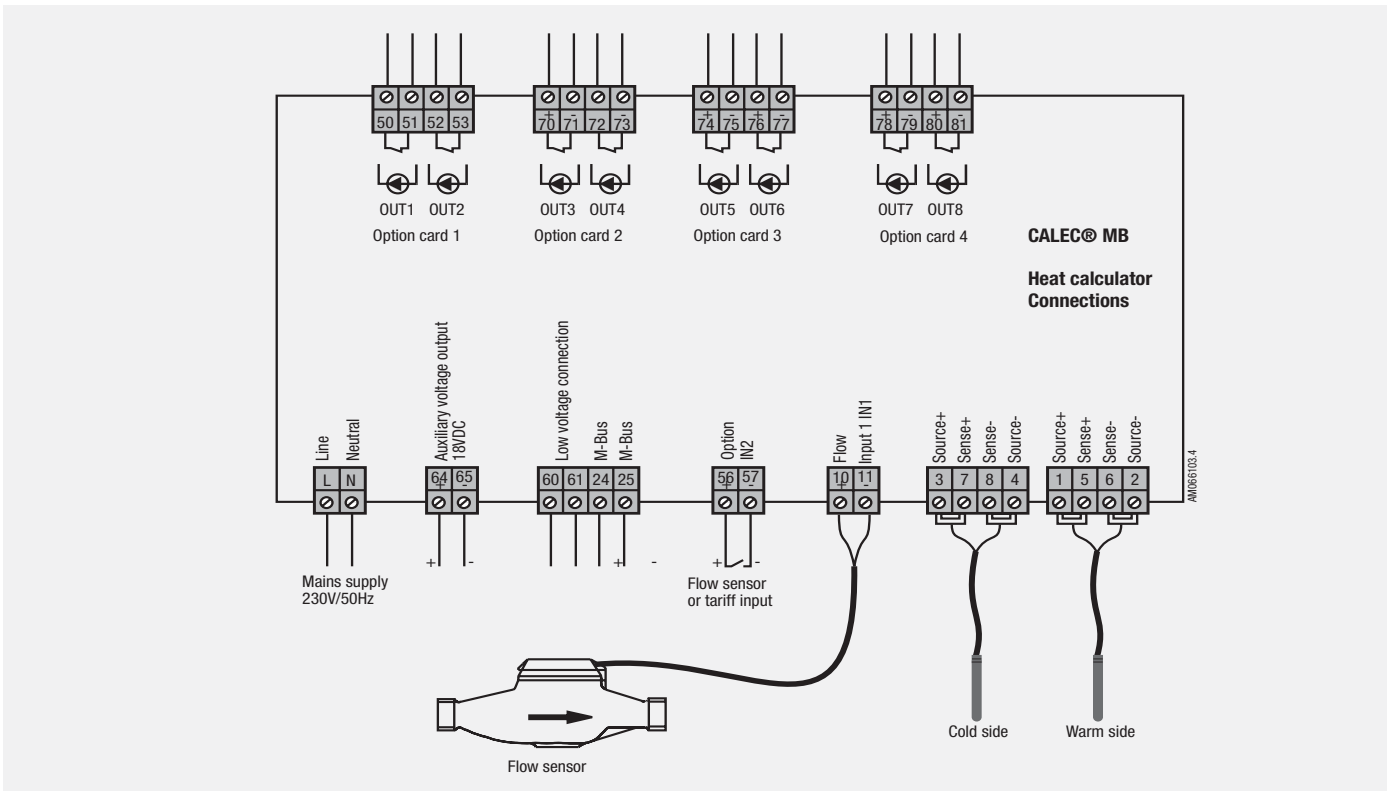 50 51 52 53
+ - -
70 71 72 73
+ - + -
74 75 76 77
+ - + -
78 79 80 81
OUT1 OUT2
OUT3 OUT4
OUT5 OUT6
OUT7 OUT8
Option card 1
Option card 2
Option card 3
Option card 4
CALEC® MB
Heat calculator
Connections
Line
Neutral
Auxiliary voltage output
18VDC
Low voltage connection
M-Bus
M-Bus
Option
IN2
Flow
Input 1 IN1
Source+
Sense+
Sense-
Source-
Source+
Sense+
Sense-
Source-
L N
64 65
+ -
60 61 24 25
56 57
+ -
10 11
+ -
3 7 8 4
1 5 6 2
AM066103.4
+ -
+ -
+ -
Mains supply
230V/50Hz
Flow sensor
or tariff input
Cold side
Warm side
Flow sensor